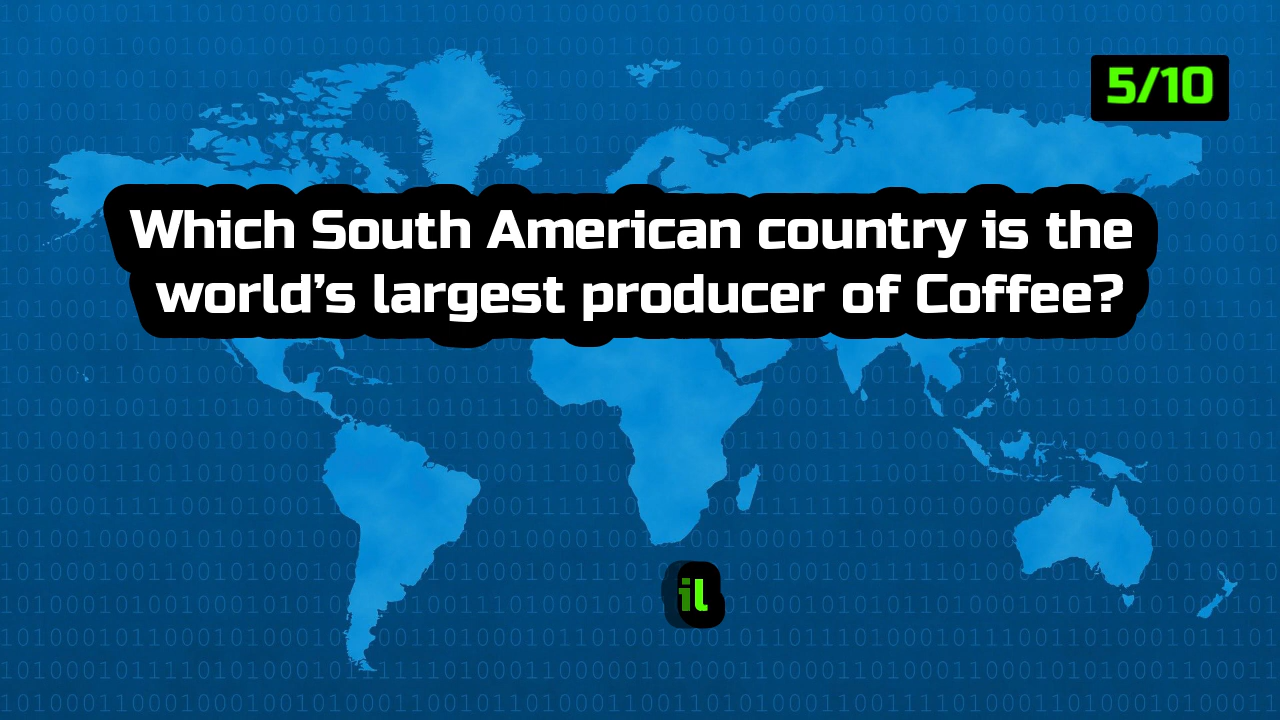 5/10
Which South American country is the
world’s largest producer of Coffee?
il